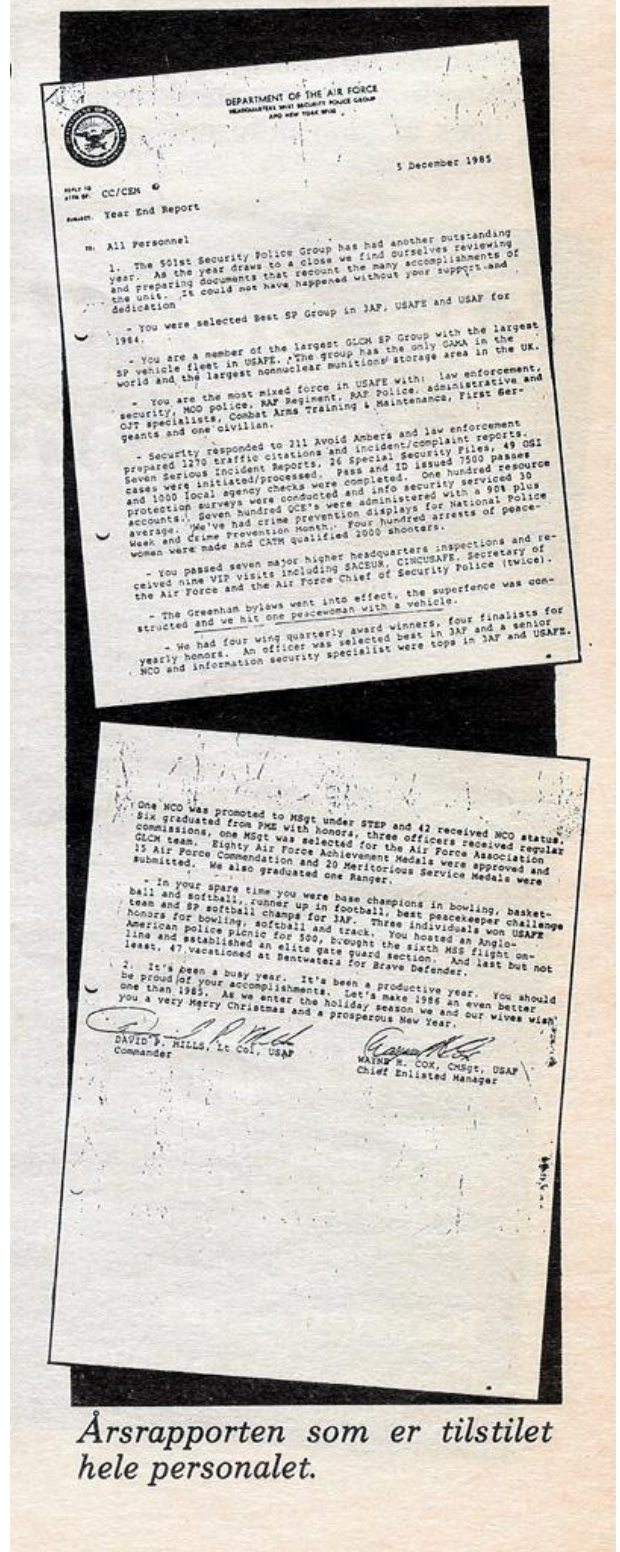 DEPARTMENT OF THE AIR FORCE
HEADQUARTERS 501ST SECURITY POLICE GROUP
APO NEW YORK
5 December 1985
REPLY TO
ATTN OF: CC/CEM
SUBJECT: Year End Report
TO: All Personnel
1. The 501st Security Police Group has had another outstanding
year. As the year draws to a close we find ourselves reviewing
and preparing documents that recount the many accomplishments of
the unit. It could not have happened without your support and
dedication
- You were selected Best SP Group in 3AF, USAFE and USAF for
1984.
- You are a member of the largest GLCM SP Group with the largest
SP vehicle fleet in USAFE. The group has the only GAMA in the
world and the largest nonnuclear munitions storage area in the UK.
- You are the most mixed force in USAFE with: law enforcement,
security, MOD police, RAF Regiment, RAF Police, administrative and
OJT specialists, Combat Arms Training & Maintenance, First Ser-
geants and one civilian.
- Security responded to 211 Avoid Ambers and law enforcement
prepared 1270 traffic citations and incident/complaint reports.
Seven Serious Incident Reports, 26 Special Security Files, 49 OSI
cases were initiated/processed. Pass and ID issued 7500 passes
and 1000 local agency checks were completed. One hundred resource
protection surveys were conducted and info security serviced 30
accounts. Seven hundred QCE's were administered with a 90% plus
average. We've had crime prevention displays for National Police
Week and Crime Prevention Month. Four hundred arrests of peace-
women were made and CATM qualified 2000 shooters.
- You passed seven major higher headquarters inspections and re-
ceived nine VIP visits including SACEUR, CINCUSAFE, Secretary of
the Air Force and the Air Force Chief of Security Police (twice).
- The Greenham bylaws went into effect, the superfence was con-
structed and we hit one peacewoman with a vehicle.
- We had four wing quarterly award winners, four finalists for
yearly honors. An officer was selected best in 3AF and a senior
NCO and information security specialist were tops in 3AF and USAFE.
One NCO was promoted to MSgt under STEP and 42 received NCO status.
Six graduated from PME with honors, three officers received regular
commissions, one MSgt was selected for the Air Force Association
GLCM team. Eighty Air Force Achievement Medals were approved and
15 Air Force Commendation and 20 Meritorious Service Medals were
submitted. We also graduated one Ranger.
- In your spare time you were base champions in bowling, basket-
ball and softball, runner up in football, best peacekeeper challenge
team and SP softball champs for 3AF. Three individuals won USAFE
honors for bowling, softball and track. You hosted an Anglo-
American police picnic for 500, brought the sixth MSS flight on-
line and established an elite gate guard section. And last but not
least, 47 vacationed at Bentwaters for Brave Defender.
2. It's been a busy year. It's been a productive year. You should
be proud of your accomplishments. Let's make 1986 an even better
one than 1985. As we enter the holiday season we and our wives wish
you a very Merry Christmas and a prosperous New Year.
DAVID P. MILLS, Lt Col, USAF
Commander
WAYNE H. COX, CMSgt, USAF
Chief Enlisted Manager
Årsrapporten som er tilstilet
hele personalet.